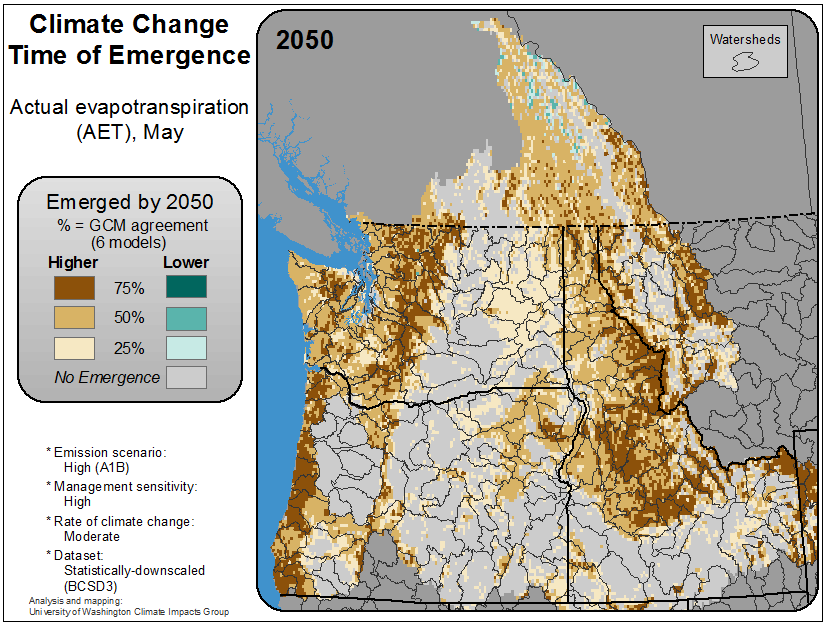 Climate Change
Time of Emergence
Actual evapotranspiration
(AET), May
Emerged by 2050
% = GCM agreement
(6 models)
Higher Lower
75%
50%
25%
No Emergence
* Emission scenario:
High (A1B)
* Management sensitivity:
High
* Rate of climate change:
Moderate
* Dataset:
Statistically-downscaled
(BCSD3)
Analysis and mapping:
University of Washington Climate Impacts Group
2050
Watersheds